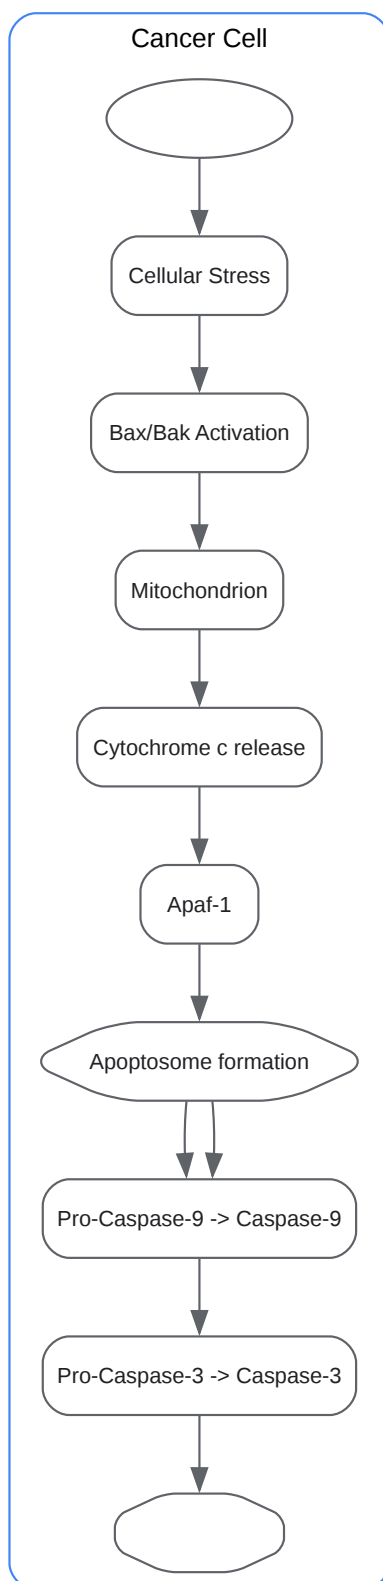 Cancer Cell
Cellular Stress
Bax/Bak Activation
Mitochondrion
Cytochrome c release
Apaf-1
Apoptosome formation
Pro-Caspase-9 -> Caspase-9
Pro-Caspase-3 -> Caspase-3